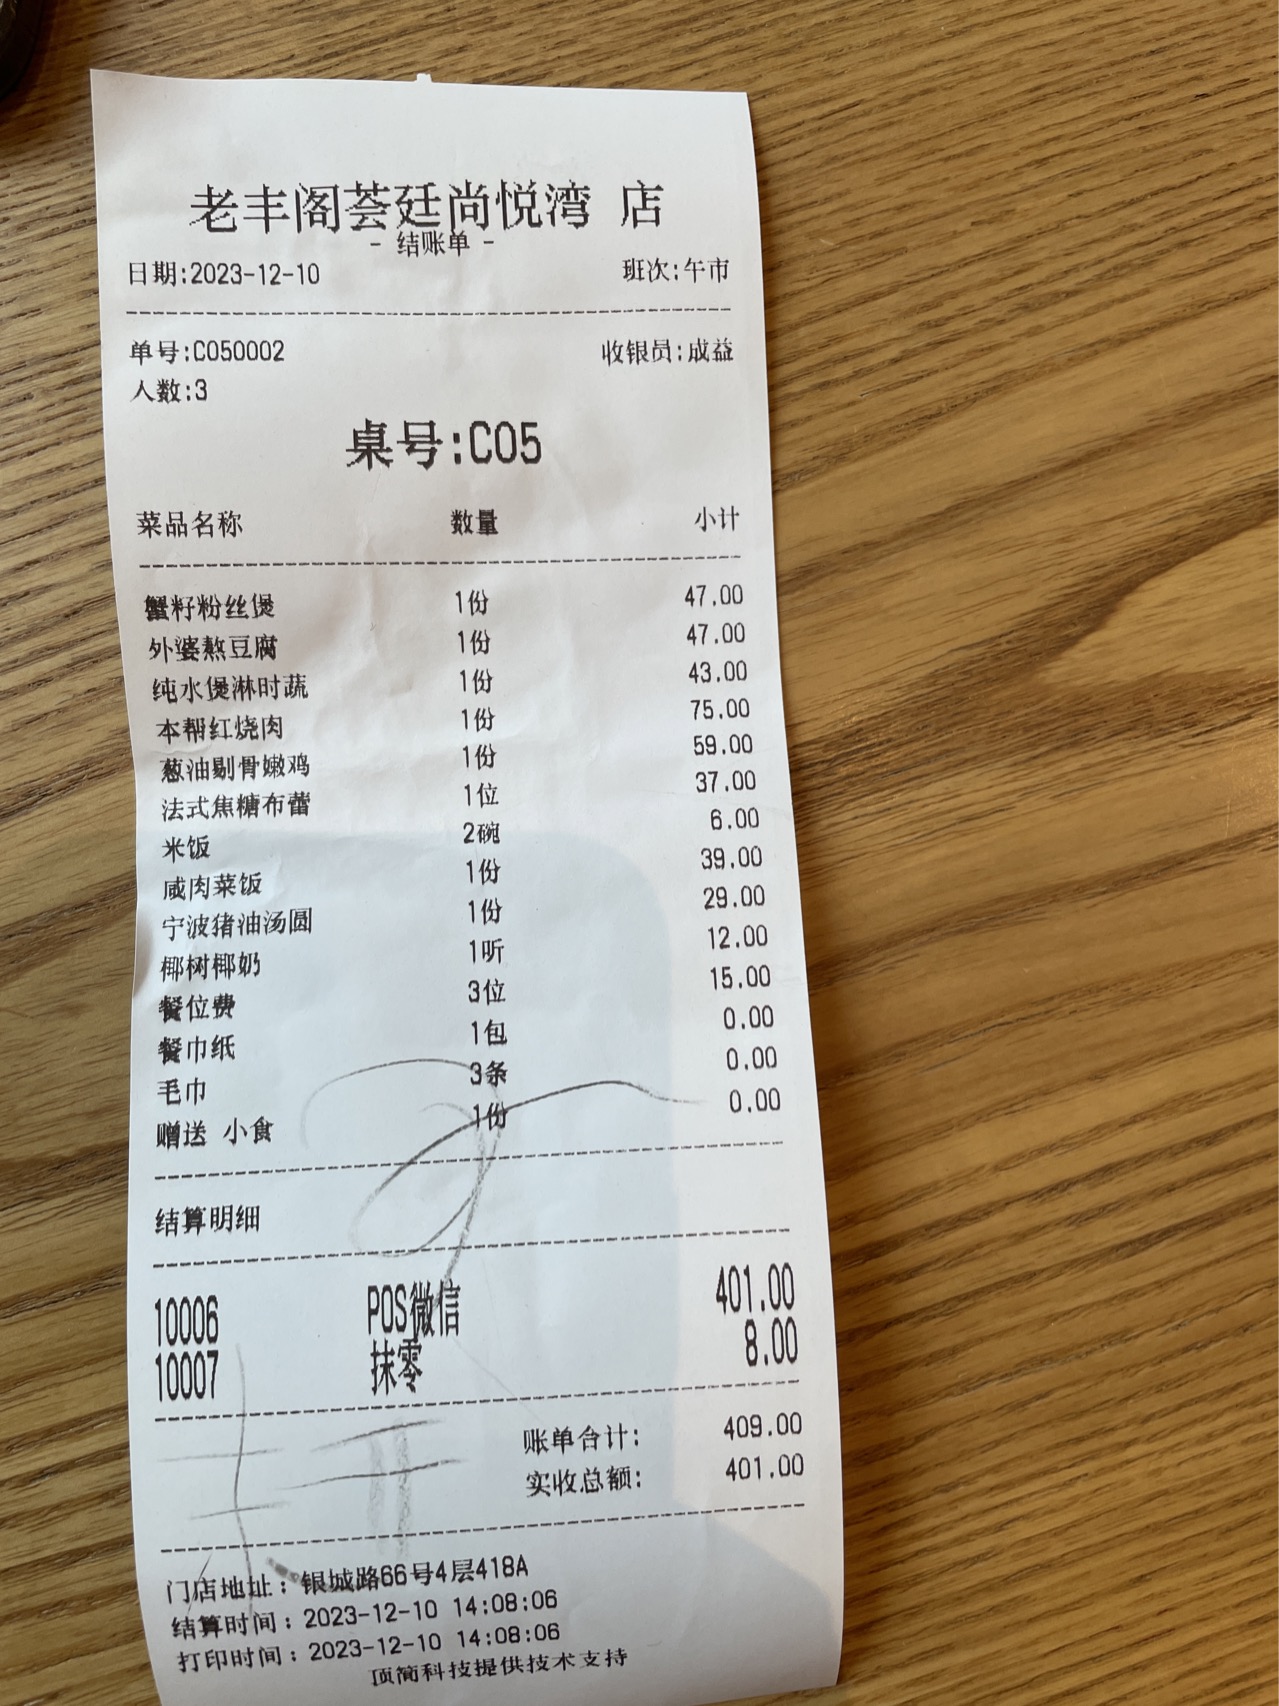 老丰阁荟廷尚悦湾 店
- 结账单 -
日期:2023-12-10 班次:午市
单号:C050002 收银员:成益
人数:3
桌号:C05
菜品名称 数量 小计
蟹籽粉丝煲 1份 47.00
外婆熬豆腐 1份 47.00
纯水煲淋时蔬 1份 43.00
本帮红烧肉 1份 75.00
葱油剔骨嫩鸡 1份 59.00
法式焦糖布蕾 1位 37.00
米饭 2碗 6.00
咸肉菜饭 1份 39.00
宁波猪油汤圆 1份 29.00
椰树椰奶 1听 12.00
餐位费 3位 15.00
餐巾纸 1包 0.00
毛巾 3条 0.00
赠送 小食 1份 0.00
结算明细
10006 POS微信 401.00
10007 抹零 8.00
账单合计: 409.00
实收总额: 401.00
门店地址: 银城路66号4层418A
结算时间: 2023-12-10 14:08:06
打印时间: 2023-12-10 14:08:06
顶简科技提供技术支持